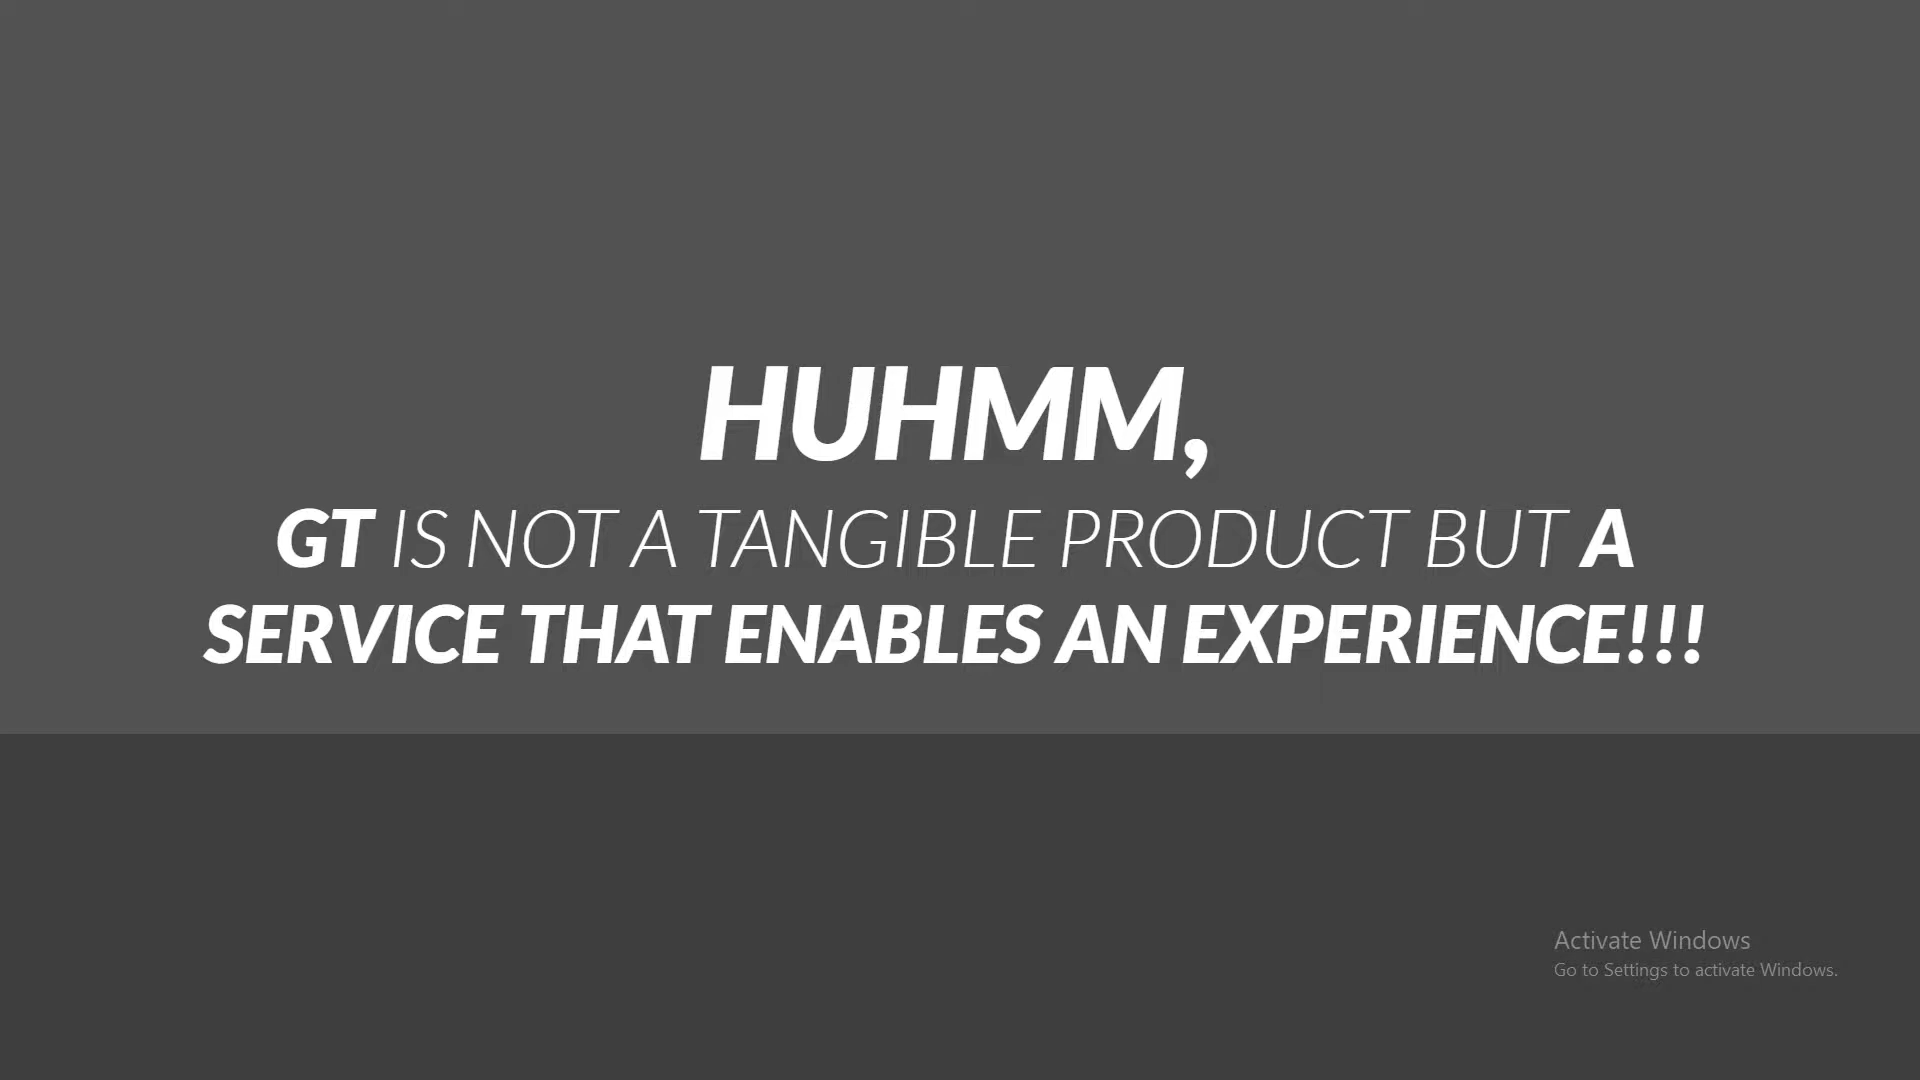 HUHMM,
GT IS NOT A TANGIBLE PRODUCT BUT A
SERVICE THAT ENABLES AN EXPERIENCE!!!
Activate Windows
Go to Settings to activate Windows.